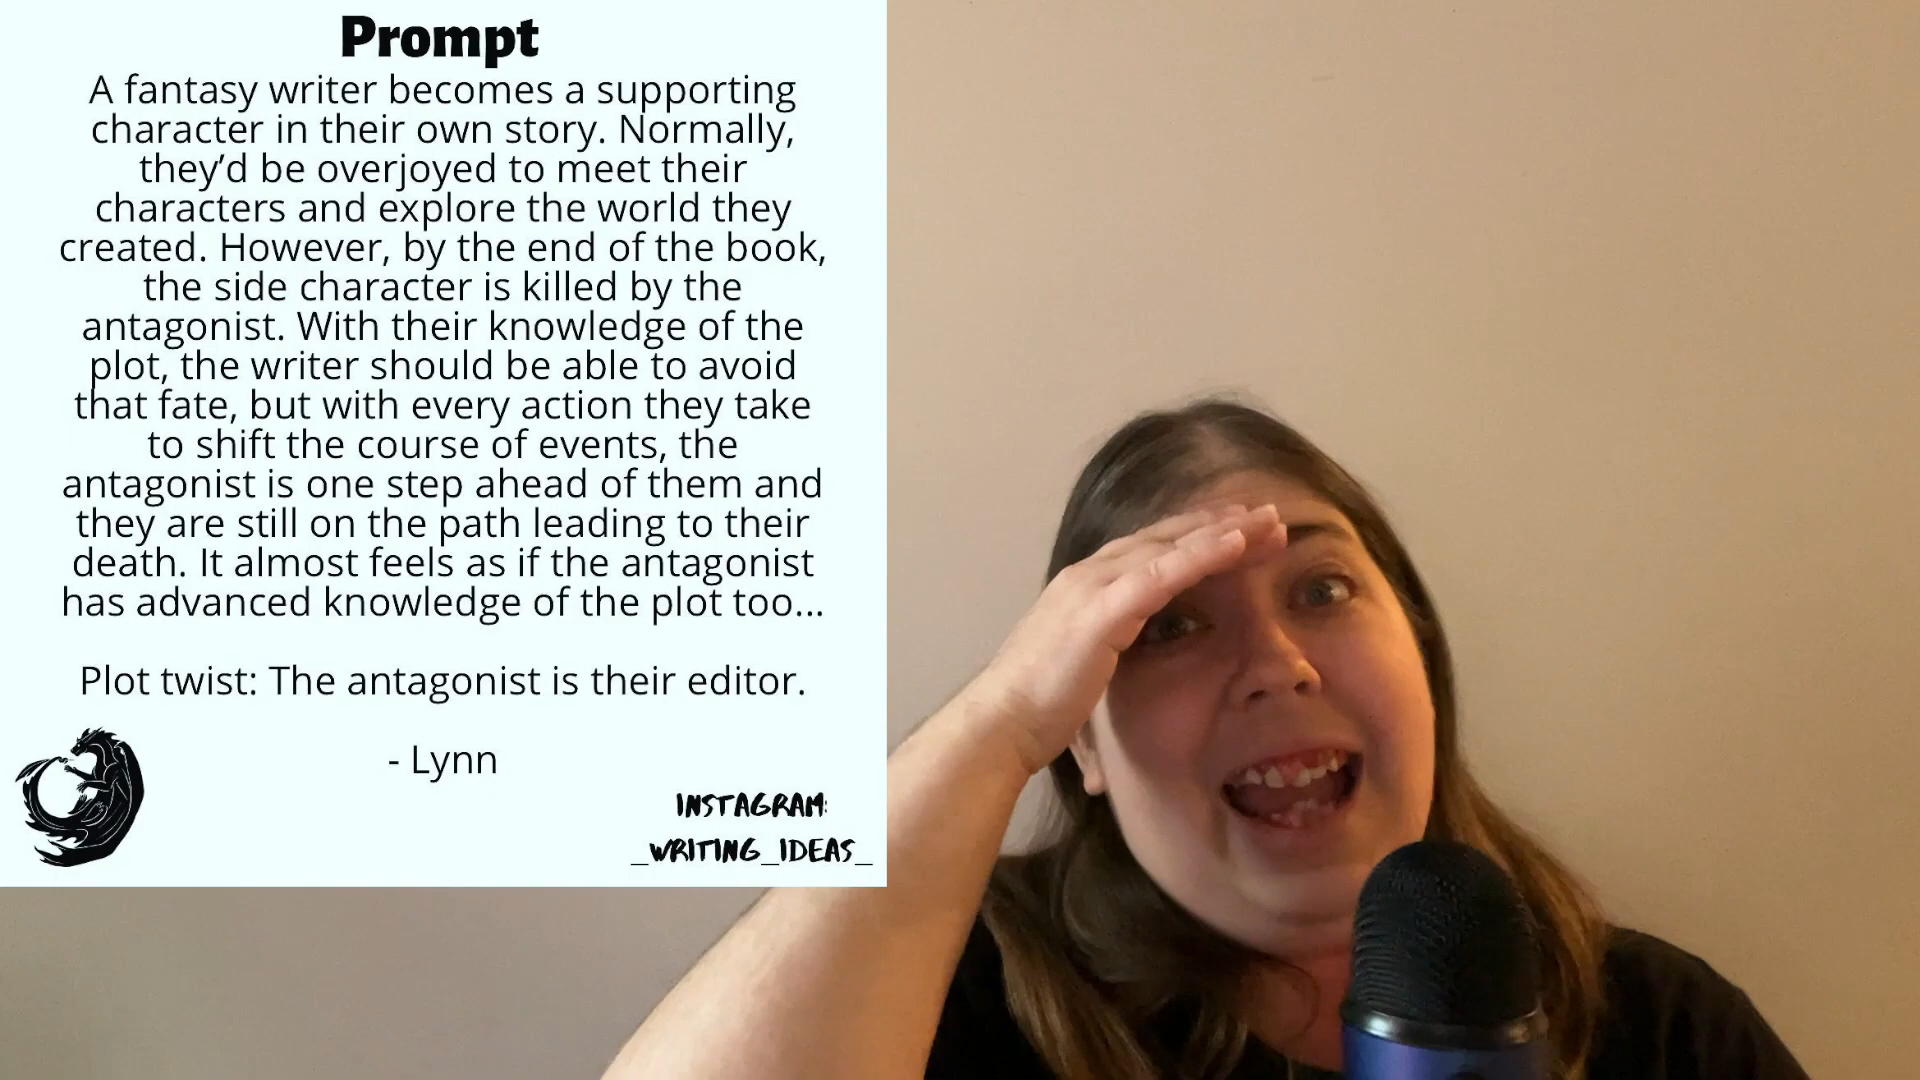 Prompt
A fantasy writer becomes a supporting
character in their own story. Normally,
they’d be overjoyed to meet their
characters and explore the world they
created. However, by the end of the book,
the side character is killed by the
antagonist. With their knowledge of the
plot, the writer should be able to avoid
that fate, but with every action they take
to shift the course of events, the
antagonist is one step ahead of them and
they are still on the path leading to their
death. It almost feels as if the antagonist
has advanced knowledge of the plot too...
Plot twist: The antagonist is their editor.
- Lynn
INSTAGRAM:
_WRITING_IDEAS_